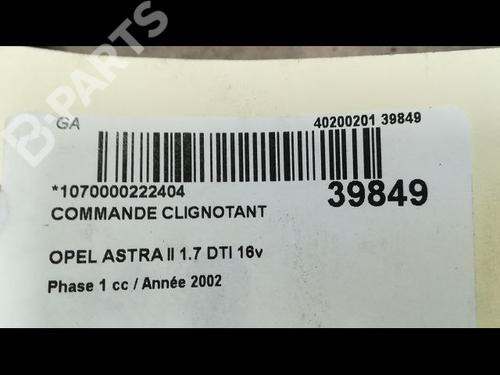 B-PARTS
GA
40200201 39849
*1070000222404
39849
COMMANDE CLIGNOTANT
OPEL ASTRA II 1.7 DTI 16v
Phase 1 cc / Année 2002